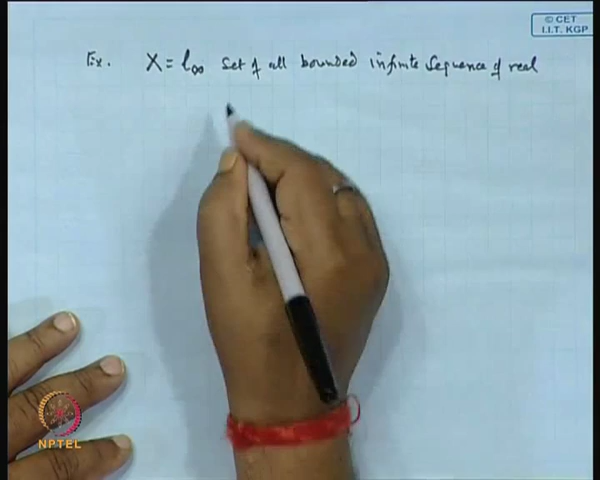 © CET
I.I.T. KGP
Ex. X = l∞ set of all bounded infinite sequence of real
NPTEL